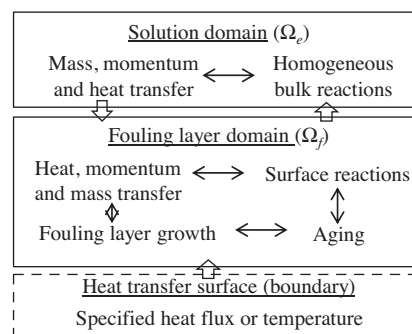 Solution domain (Ωe)
Mass, momentum and heat transfer
Homogeneous bulk reactions
Fouling layer domain (Ωf)
Heat, momentum and mass transfer
Surface reactions
Fouling layer growth
Aging
Heat transfer surface (boundary)
Specified heat flux or temperature